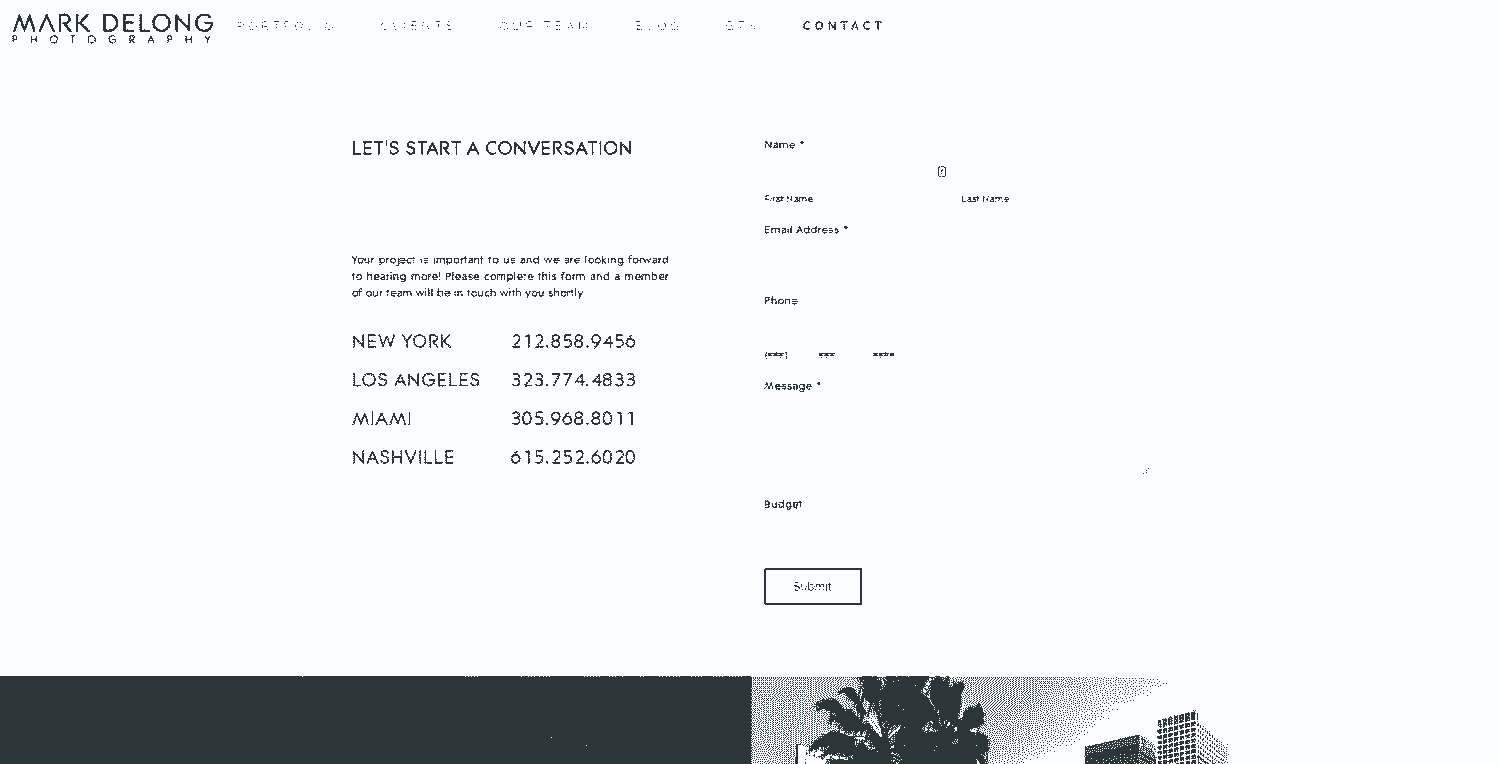 MARK DELONG
PHOTOGRAPHY
PORTFOLIO CLIENTS OUR TEAM BLOG BTS CONTACT
LET'S START A CONVERSATION
Your project is important to us and we are looking forward
to hearing more! Please complete this form and a member
of our team will be in touch with you shortly
NEW YORK 212.858.9456
LOS ANGELES 323.774.4833
MIAMI 305.968.8011
NASHVILLE 615.252.6020
Name *
First Name Last Name
Email Address *
Phone
(###) ### ####
Message *
Budget
Submit